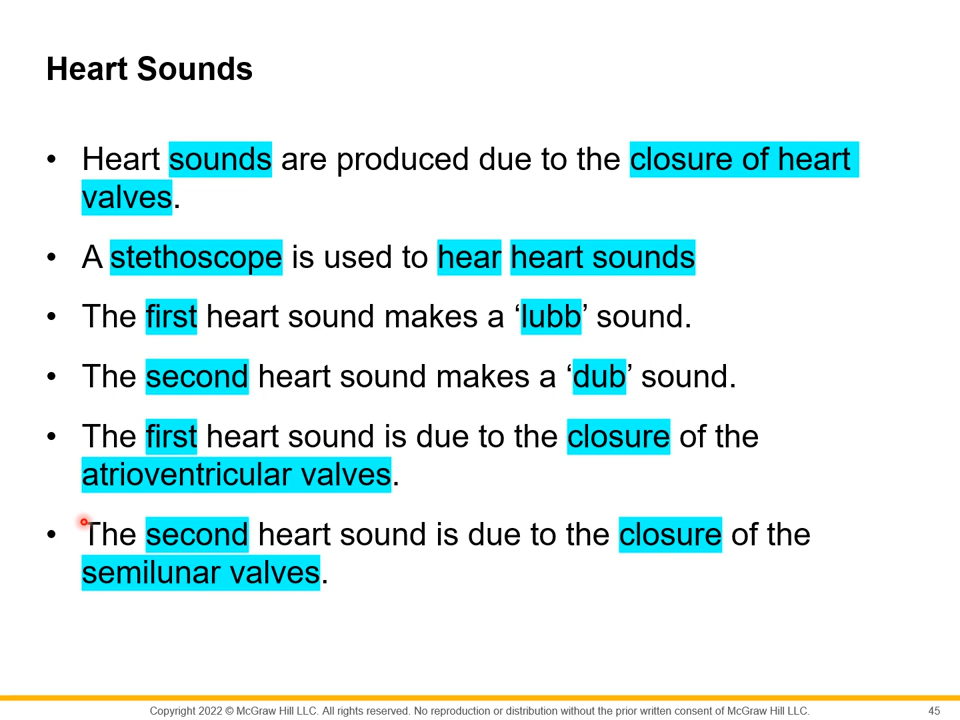 Heart Sounds
• Heart sounds are produced due to the closure of heart
valves.
• A stethoscope is used to hear heart sounds
• The first heart sound makes a ‘lubb’ sound.
• The second heart sound makes a ‘dub’ sound.
• The first heart sound is due to the closure of the
atrioventricular valves.
• The second heart sound is due to the closure of the
semilunar valves.
Copyright 2022 © McGraw Hill LLC. All rights reserved. No reproduction or distribution without the prior written consent of McGraw Hill LLC. 45